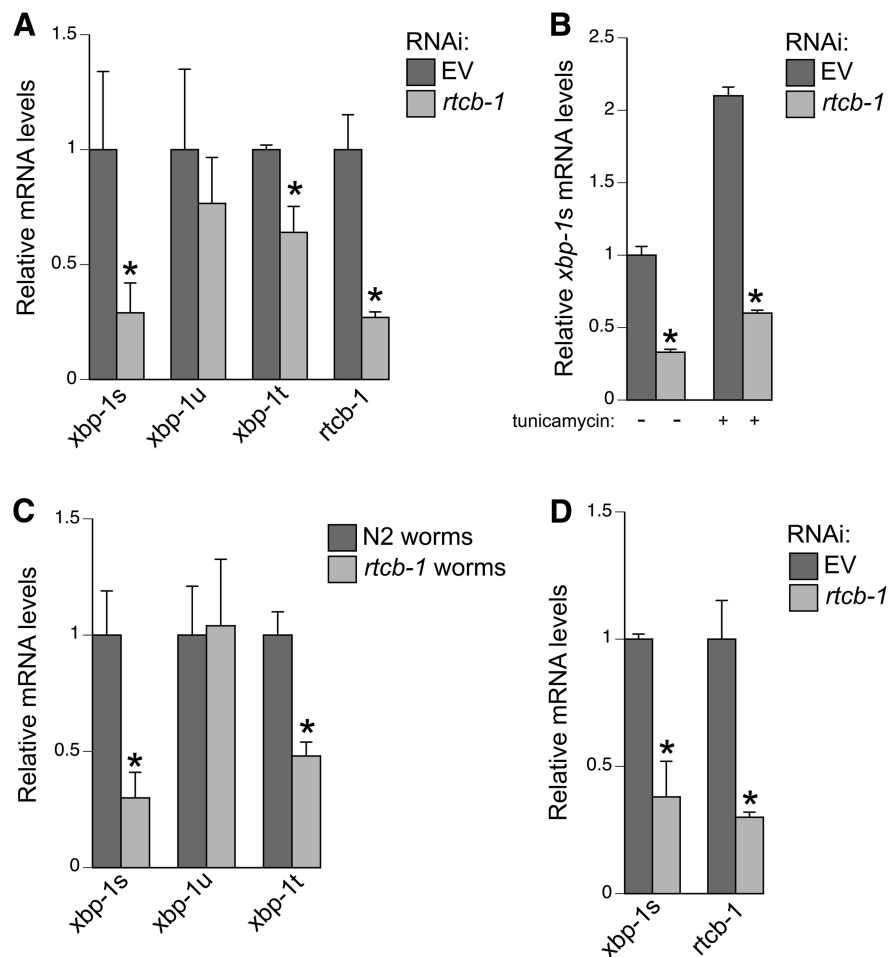 A
Relative mRNA levels
1.5
1
0.5
0
*
*
*
xbp-1s
xbp-1u
xbp-1t
rtcb-1
RNAi:
EV
rtcb-1
B
Relative xbp-1s mRNA levels
2.5
2
1.5
1
0.5
0
*
*
tunicamycin: - - + +
RNAi:
EV
rtcb-1
C
Relative mRNA levels
1.5
1
0.5
0
*
*
xbp-1s
xbp-1u
xbp-1t
N2 worms
rtcb-1 worms
D
Relative mRNA levels
1.5
1
0.5
0
*
*
xbp-1s
rtcb-1
RNAi:
EV
rtcb-1